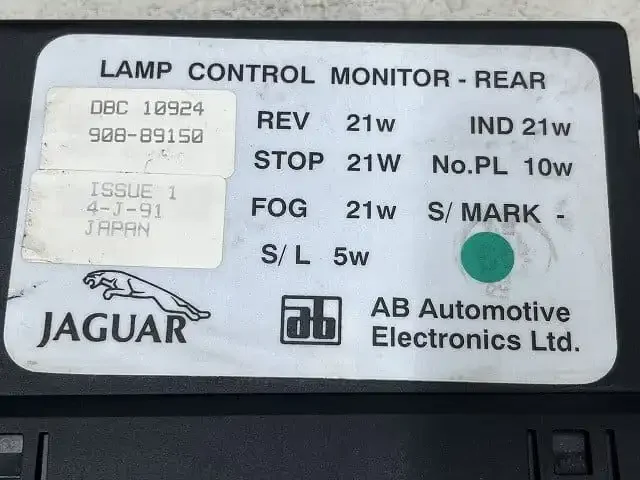 LAMP CONTROL MONITOR - REAR
DBC 10924
908-89150
ISSUE 1
4-J-91
JAPAN
REV 21w
IND 21w
STOP 21W
No.PL 10w
FOG 21w
S/ MARK -
S/ L 5w
JAGUAR
ab
AB Automotive
Electronics Ltd.